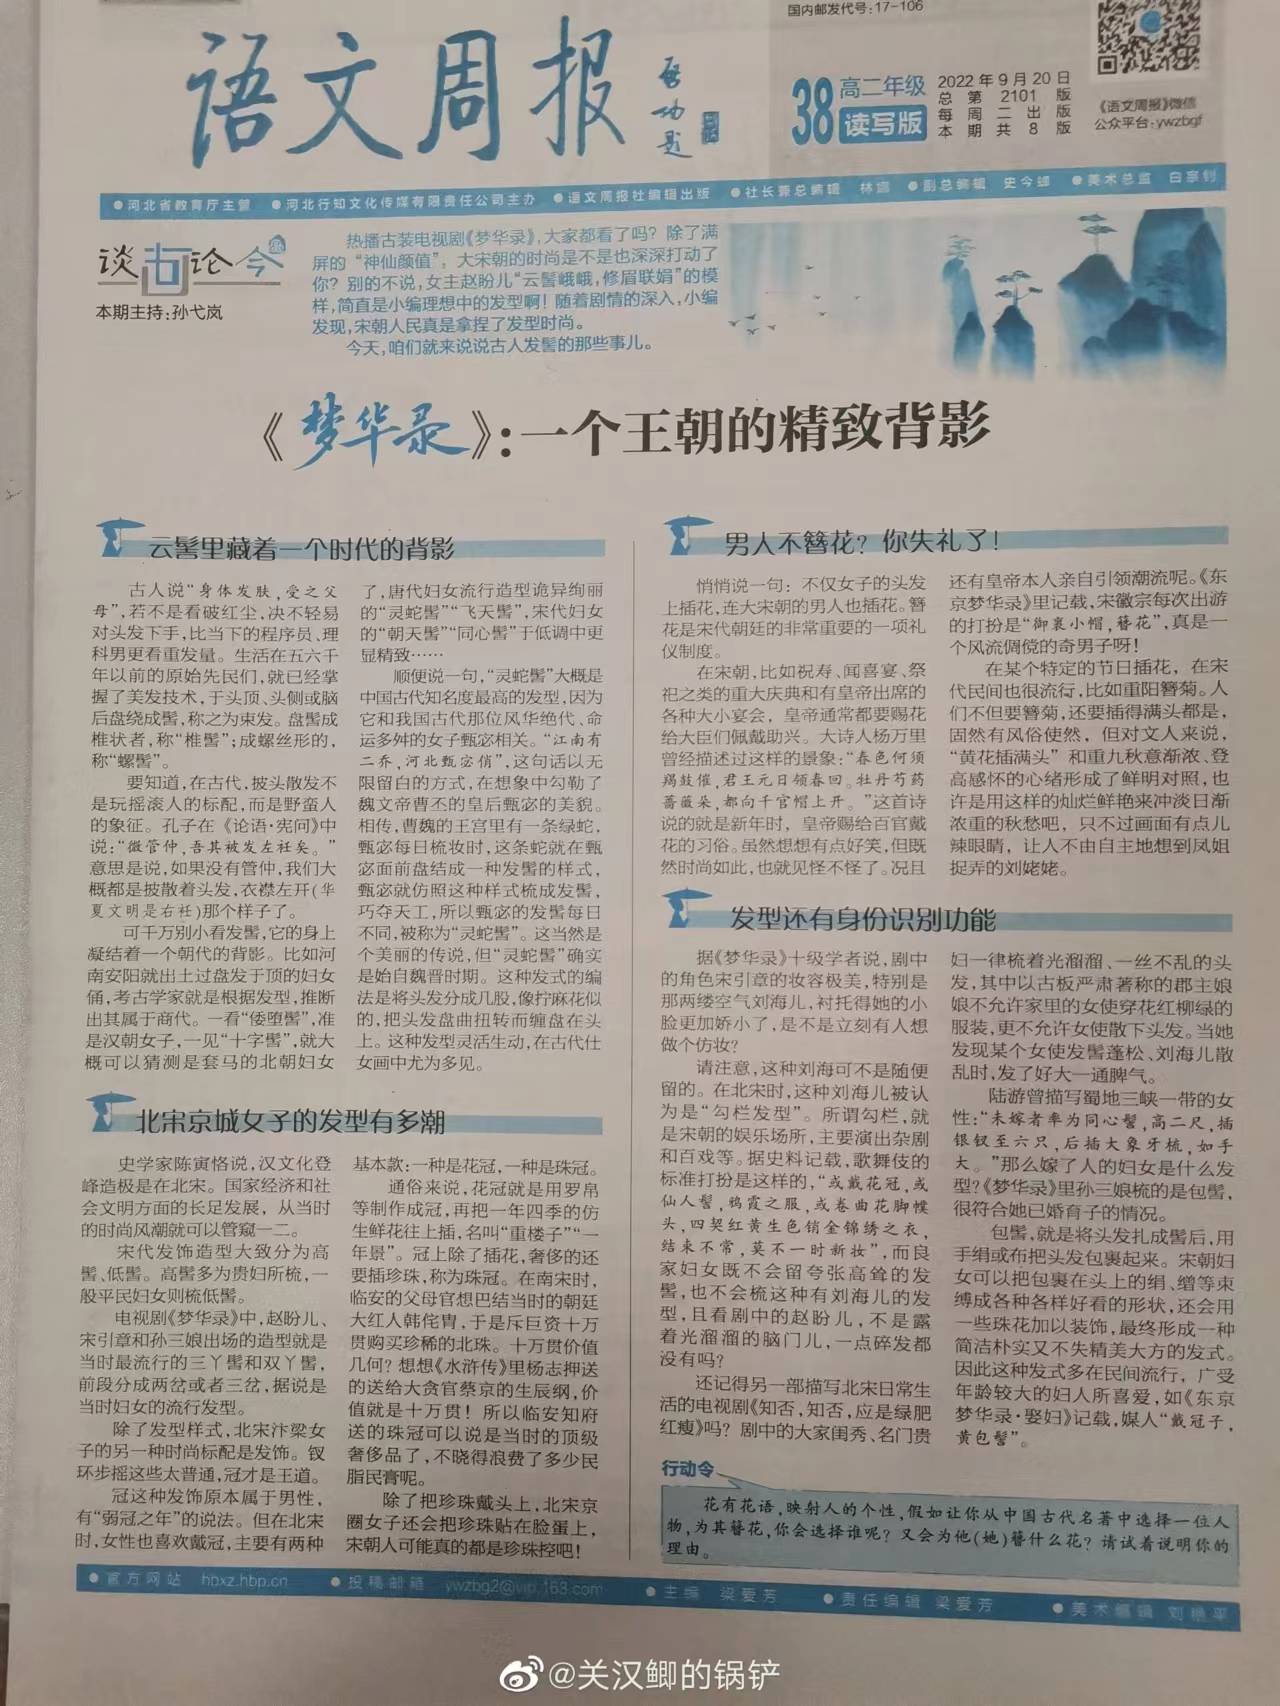 国内邮发代号:17-106
语文周报
启功题
38
高二年级
读写版
2022年9月20日
总第2101版
每周二出版
本期共8版
《语文周报》微信
公众平台:ywzbgf
●河北省教育厅主管 ●河北行知文化传媒有限责任公司主办 ●语文周报社编辑出版 ●社长兼总编辑 ●副总编辑 ●美术总监
谈古论今
本期主持:孙弋岚
热播古装电视剧《梦华录》,大家都看了吗?除了满
屏的“神仙颜值”,大宋朝的时尚是不是也深深打动了
你?别的不说,女主赵盼儿“云髻峨峨,修眉联娟”的模
样,简直是小编理想中的发型啊!随着剧情的深入,小编
发现,宋朝人民真是拿捏了发型时尚。
今天,咱们就来说说古人发髻的那些事儿。
《梦华录》:一个王朝的精致背影
云髻里藏着一个时代的背影
古人说“身体发肤,受之父
母”,若不是看破红尘,决不轻易
对头发下手,比当下的程序员、理
科男更看重发量。生活在五六千
年以前的原始先民们,就已经掌
握了美发技术,于头顶、头侧或脑
后盘绕成髻,称之为束发。盘髻成
椎状者,称“椎髻”;成螺丝形的,
称“螺髻”。
要知道,在古代,披头散发不
是玩摇滚人的标配,而是野蛮人
的象征。孔子在《论语·宪问》中
说:“微管仲,吾其被发左衽矣。”
意思是说,如果没有管仲,我们大
概都是披散着头发,衣襟左开(华
夏文明是右衽)那个样子了。
可千万别小看发髻,它的身上
凝结着一个朝代的背影。比如河
南安阳就出土过盘发于顶的妇女
俑,考古学家就是根据发型,推断
出其属于商代。一看“倭堕髻”,准
是汉朝女子,一见“十字髻”,就大
概可以猜测是套马的北朝妇女
了,唐代妇女流行造型诡异绚丽
的“灵蛇髻”“飞天髻”,宋代妇女
的“朝天髻”“同心髻”于低调中更
显精致……
顺便说一句,“灵蛇髻”大概是
中国古代知名度最高的发型,因为
它和我国古代那位风华绝代、命
运多舛的女子甄宓相关。“江南有
二乔,河北甄宓俏”,这句话以无
限留白的方式,在想象中勾勒了
魏文帝曹丕的皇后甄宓的美貌。
相传,曹魏的王宫里有一条绿蛇,
甄宓每日梳妆时,这条蛇就在甄
宓面前盘结成一种发髻的样式,
甄宓就仿照这种样式梳成发髻,
巧夺天工,所以甄宓的发髻每日
不同,被称为“灵蛇髻”。这当然是
个美丽的传说,但“灵蛇髻”确实
是始自魏晋时期。这种发式的编
法是将头发分成几股,像拧麻花似
的,把头发盘曲扭转而缠盘在头
上。这种发型灵活生动,在古代仕
女画中尤为多见。
北宋京城女子的发型有多潮
史学家陈寅恪说,汉文化登
峰造极是在北宋。国家经济和社
会文明方面的长足发展,从当时
的时尚风潮就可以管窥一二。
宋代发饰造型大致分为高
髻、低髻。高髻多为贵妇所梳,一
般平民妇女则梳低髻。
电视剧《梦华录》中,赵盼儿、
宋引章和孙三娘出场的造型就是
当时最流行的三丫髻和双丫髻,
前段分成两岔或者三岔,据说是
当时妇女的流行发型。
除了发型样式,北宋汴梁女
子的另一种时尚标配是发饰。钗
环步摇这些太普通,冠才是王道。
冠这种发饰原本属于男性,
有“弱冠之年”的说法。但在北宋
时,女性也喜欢戴冠,主要有两种
基本款:一种是花冠,一种是珠冠。
通俗来说,花冠就是用罗帛
等制作成冠,再把一年四季的仿
生鲜花往上插,名叫“重楼子”“一
年景”。冠上除了插花,奢侈的还
要插珍珠,称为珠冠。在南宋时,
临安的父母官想巴结当时的朝廷
大红人韩侂胄,于是斥巨资十万
贯购买珍稀的北珠。十万贯价值
几何?想想《水浒传》里杨志押送
的送给大贪官蔡京的生辰纲,价
值就是十万贯!所以临安知府
送的珠冠可以说是当时的顶级
奢侈品了,不晓得浪费了多少民
脂民膏呢。
除了把珍珠戴头上,北宋京
圈女子还会把珍珠贴在脸蛋上,
宋朝人可能真的都是珍珠控吧!
男人不簪花?你失礼了!
悄悄说一句:不仅女子的头发
上插花,连大宋朝的男人也插花。簪
花是宋代朝廷的非常重要的一项礼
仪制度。
在宋朝,比如祝寿、闻喜宴、祭
祀之类的重大庆典和有皇帝出席的
各种大小宴会,皇帝通常都要赐花
给大臣们佩戴助兴。大诗人杨万里
曾经描述过这样的景象:“春色何须
羯鼓催,君王元日领春回。牡丹芍药
蔷薇朵,都向千官帽上开。”这首诗
说的就是新年时,皇帝赐给百官戴
花的习俗。虽然想想有点好笑,但既
然时尚如此,也就见怪不怪了。况且
还有皇帝本人亲自引领潮流呢。《东
京梦华录》里记载,宋徽宗每次出游
的打扮是“御裹小帽,簪花”,真是一
个风流倜傥的奇男子呀!
在某个特定的节日插花,在宋
代民间也很流行,比如重阳簪菊。人
们不但要簪菊,还要插得满头都是,
固然有风俗使然,但对文人来说,
“黄花插满头”和重九秋意渐浓、登
高感怀的心绪形成了鲜明对照,也
许是用这样的灿烂鲜艳来冲淡日渐
浓重的秋愁吧,只不过画面有点儿
辣眼睛,让人不由自主地想到凤姐
捉弄的刘姥姥。
发型还有身份识别功能
据《梦华录》十级学者说,剧中
的角色宋引章的妆容极美,特别是
那两缕空气刘海儿,衬托得她的小
脸更加娇小了,是不是立刻有人想
做个仿妆?
请注意,这种刘海可不是随便
留的。在北宋时,这种刘海儿被认
为是“勾栏发型”。所谓勾栏,就
是宋朝的娱乐场所,主要演出杂剧
和百戏等。据史料记载,歌舞伎的
标准打扮是这样的,“或戴花冠,或
仙人髻,鸦霞之服,或卷曲花脚幞
头,四契红黄生色销金锦绣之衣,
结束不常,莫不一时新妆”,而良
家妇女既不会留夸张高耸的发
髻,也不会梳这种有刘海儿的发
型,且看剧中的赵盼儿,不是露
着光溜溜的脑门儿,一点碎发都
没有吗?
还记得另一部描写北宋日常生
活的电视剧《知否,知否,应是绿肥
红瘦》吗?剧中的大家闺秀、名门贵
妇一律梳着光溜溜、一丝不乱的头
发,其中以古板严肃著称的郡主娘
娘不允许家里的女使穿花红柳绿的
服装,更不允许女使散下头发。当她
发现某个女使发髻蓬松、刘海儿散
乱时,发了好大一通脾气。
陆游曾描写蜀地三峡一带的女
性:“未嫁者率为同心髻,高二尺,插
银钗至六只,后插大象牙梳,如手
大。”那么嫁了人的妇女是什么发
型?《梦华录》里孙三娘梳的是包髻,
很符合她已婚育子的情况。
包髻,就是将头发扎成髻后,用
手绢或布把头发包裹起来。宋朝妇
女可以把包裹在头上的绢、缯等束
缚成各种各样好看的形状,还会用
一些珠花加以装饰,最终形成一种
简洁朴实又不失精美大方的发式。
因此这种发式多在民间流行,广受
年龄较大的妇人所喜爱,如《东京
梦华录·娶妇》记载,媒人“戴冠子,
黄包髻”。
行动令
花有花语,映射人的个性,假如让你从中国古代名著中选择一位人
物,为其簪花,你会选择谁呢?又会为他(她)簪什么花?请试着说明你的
理由。
●官方网站 hbxz.hbp.cn ●投稿邮箱 ywzbg2@vip.163.com ●主编 梁爱芳 ●责任编辑 梁爱芳 ●美术编辑 刘艳平
@关汉卿的锅铲